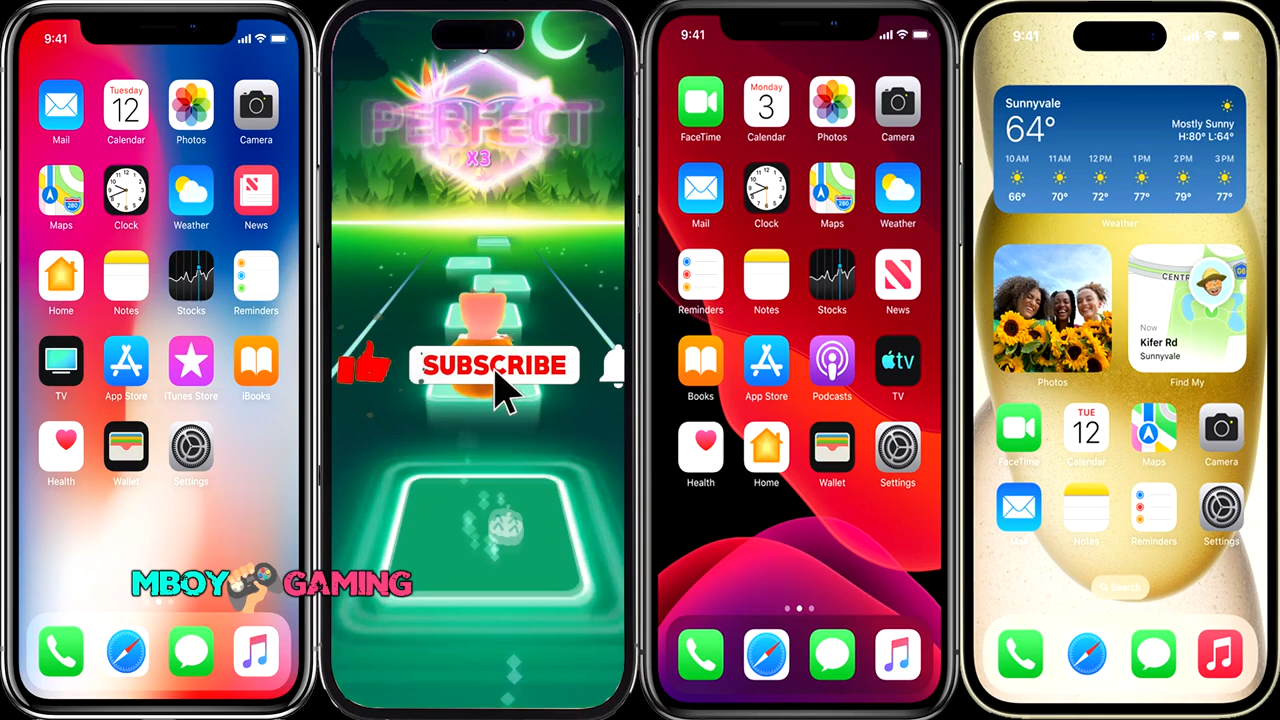 9:41
Tuesday
12
Mail
Calendar
Photos
Camera
280
Maps
Clock
Weather
News
Home
Notes
Stocks
Reminders
TV
App Store
iTunes Store
iBooks
Health
Wallet
Settings
MBOY GAMING
PERFECT
X3
SUBSCRIBE
9:41
Monday
3
FaceTime
Calendar
Photos
Camera
280
Mail
Clock
Maps
Weather
Reminders
Notes
Stocks
News
tv
Books
App Store
Podcasts
TV
Health
Home
Wallet
Settings
9:41
Sunnyvale
64°
Mostly Sunny
H:80° L:64°
10 AM 11 AM 12 PM 1 PM 2 PM 3 PM
66° 70° 72° 77° 79° 77°
Weather
CENTR
G6
Now
Kifer Rd
Sunnyvale
Photos
Find My
TUE
12
280
FaceTime
Calendar
Maps
Camera
Mail
Notes
Reminders
Settings
Search